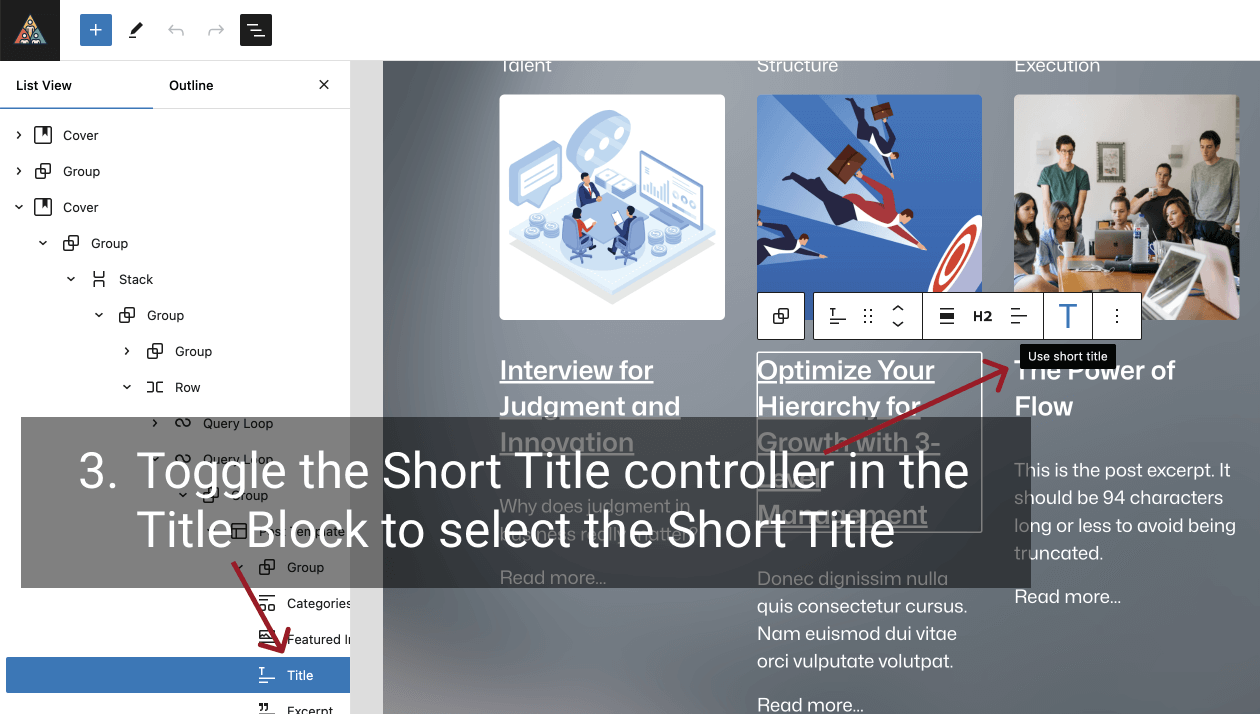 List View
Outline
Cover
Group
Cover
Group
Stack
Group
Group
Row
Query Loop
Query Loop
Group
Post Template
Group
Categories
Featured I
Title
Excerpt
Talent
Structure
Execution
H2
T
Use short title
Interview for
Judgment and
Innovation
Why does judgment in
business really matter?
Read more...
Optimize Your
Hierarchy for
Growth with 3-
Level
Management
Donec dignissim nulla
quis consectetur cursus.
Nam euismod dui vitae
orci vulputate volutpat.
Read more...
The Power of
Flow
This is the post excerpt. It
should be 94 characters
long or less to avoid being
truncated.
Read more...
3. Toggle the Short Title controller in the
Title Block to select the Short Title